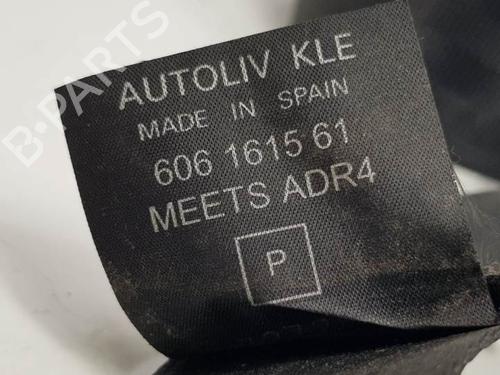 B-PARTS
AUTOLIV KLE
MADE IN SPAIN
606 1615 61
MEETS ADR4
P